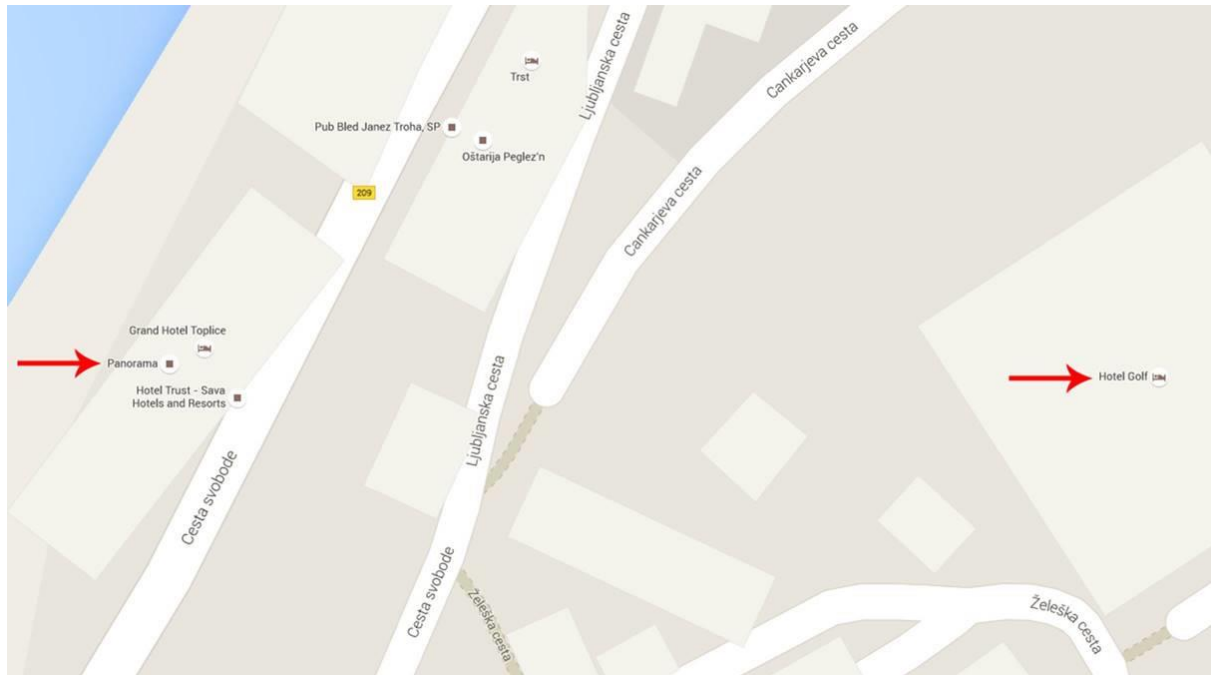 Trst
Pub Bled Janez Troha, SP
Oštarija Peglez'n
Ljubljanska cesta
Cankarjeva cesta
Cankarjeva cesta
209
Grand Hotel Toplice
Panorama
Hotel Trust - Sava
Hotels and Resorts
Hotel Golf
Ljubljanska cesta
Cesta svobode
Cesta svobode
Želeška cesta
Želeška cesta